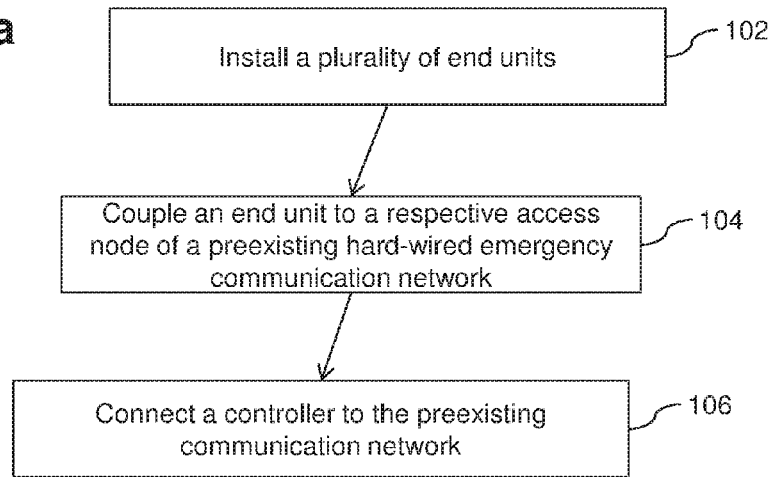 a
Install a plurality of end units
102
Couple an end unit to a respective access
node of a preexisting hard-wired emergency
communication network
104
Connect a controller to the preexisting
communication network
106